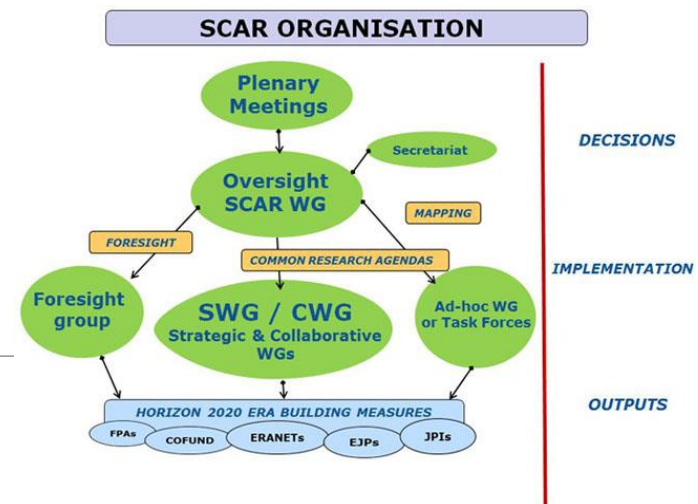 SCAR ORGANISATION
Plenary
Meetings
DECISIONS
Secretariat
Oversight
SCAR WG
MAPPING
FORESIGHT
COMMON RESEARCH AGENDAS
IMPLEMENTATION
Foresight
group
SWG / CWG
Strategic & Collaborative
WGs
Ad-hoc WG
or Task Forces
OUTPUTS
HORIZON 2020 ERA BUILDING MEASURES
FPAs
COFUND
ERANETs
EJPs
JPIs